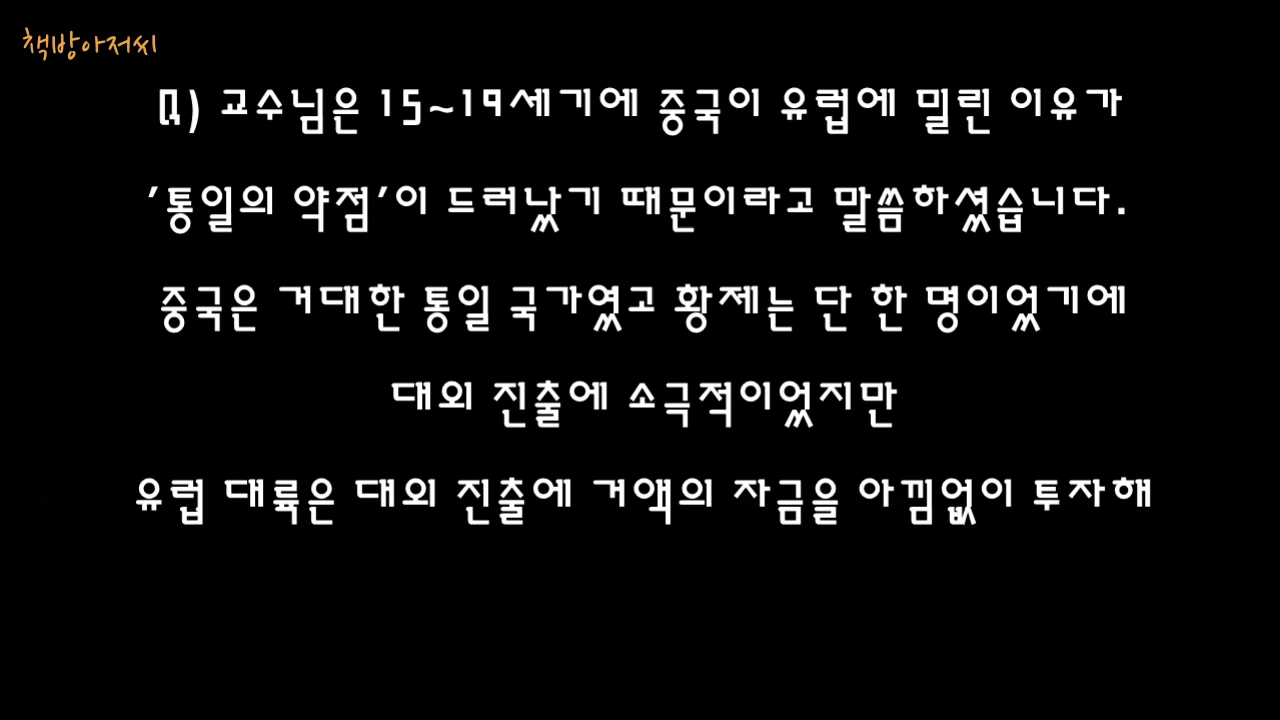 책방아저씨
Q) 교수님은 15~19세기에 중국이 유럽에 밀린 이유가
'통일의 약점'이 드러났기 때문이라고 말씀하셨습니다.
중국은 거대한 통일 국가였고 황제는 단 한 명이었기에
대외 진출에 소극적이었지만
유럽 대륙은 대외 진출에 거액의 자금을 아낌없이 투자해